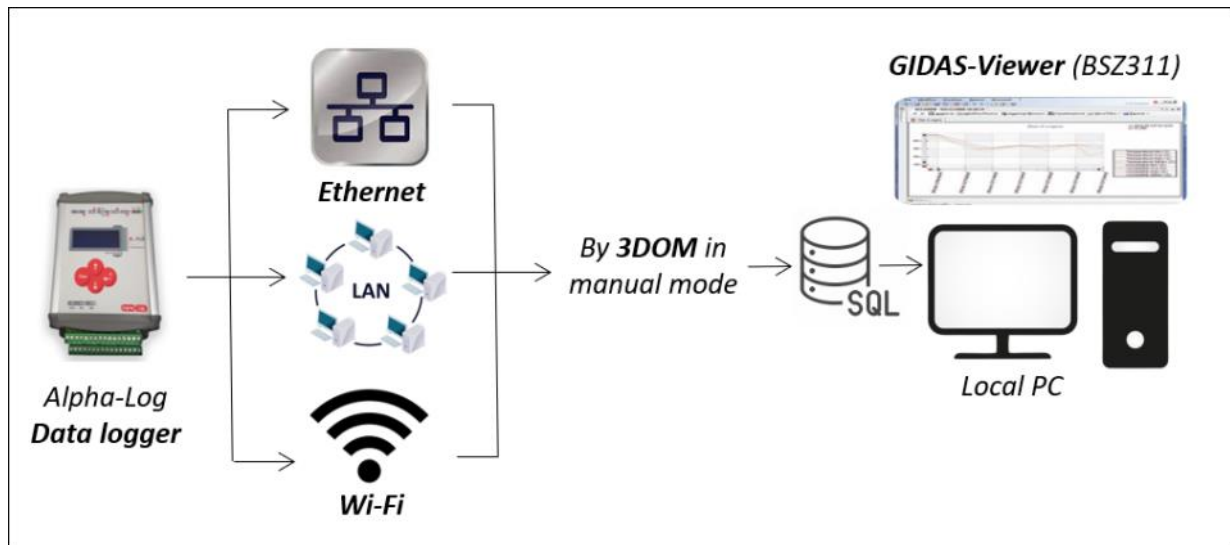 GIDAS-Viewer (BSZ311)
Ethernet
LAN
By 3DOM in
manual mode
SQL
Local PC
Alpha-Log
Data logger
Wi-Fi